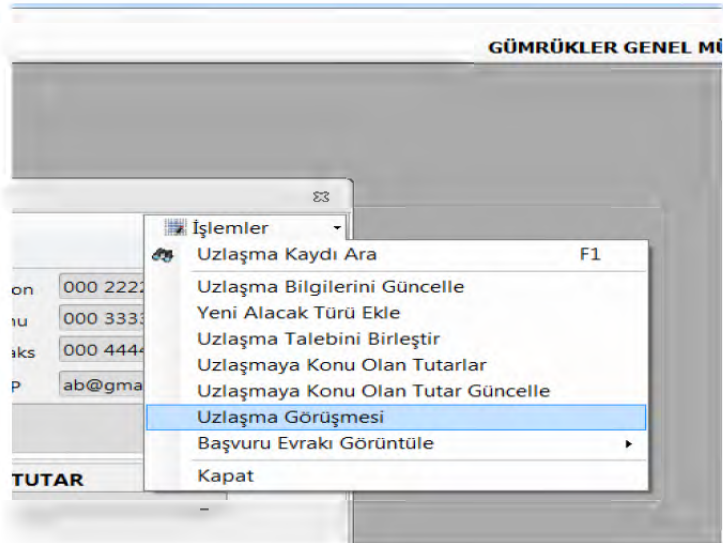 GÜMRÜKLER GENEL MÜ
İşlemler
Uzlaşma Kaydı Ara F1
Uzlaşma Bilgilerini Güncelle
on 000 222
Yeni Alacak Türü Ekle
nu 000 333
Uzlaşma Talebini Birleştir
aks 000 444
Uzlaşmaya Konu Olan Tutarlar
P ab@gma
Uzlaşmaya Konu Olan Tutar Güncelle
Uzlaşma Görüşmesi
Başvuru Evrakı Görüntüle
TUTAR
Kapat